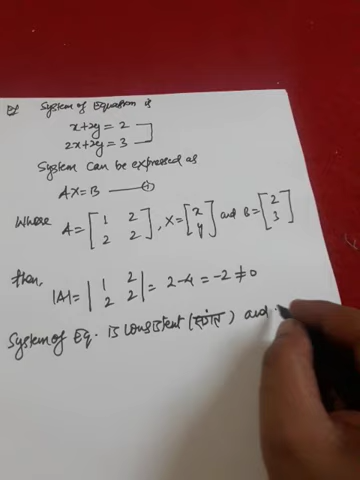 System of Equation is
x+2y = 2
2x+2y = 3
System Can be expressed as
AX=B — ①
Where A= [1 2 2 2], X= [x y] and B= [2 3]
then,
|A|= |1 2 2 2| = 2-4 = -2 ≠0
System of Eq. is Consistent ( ) and